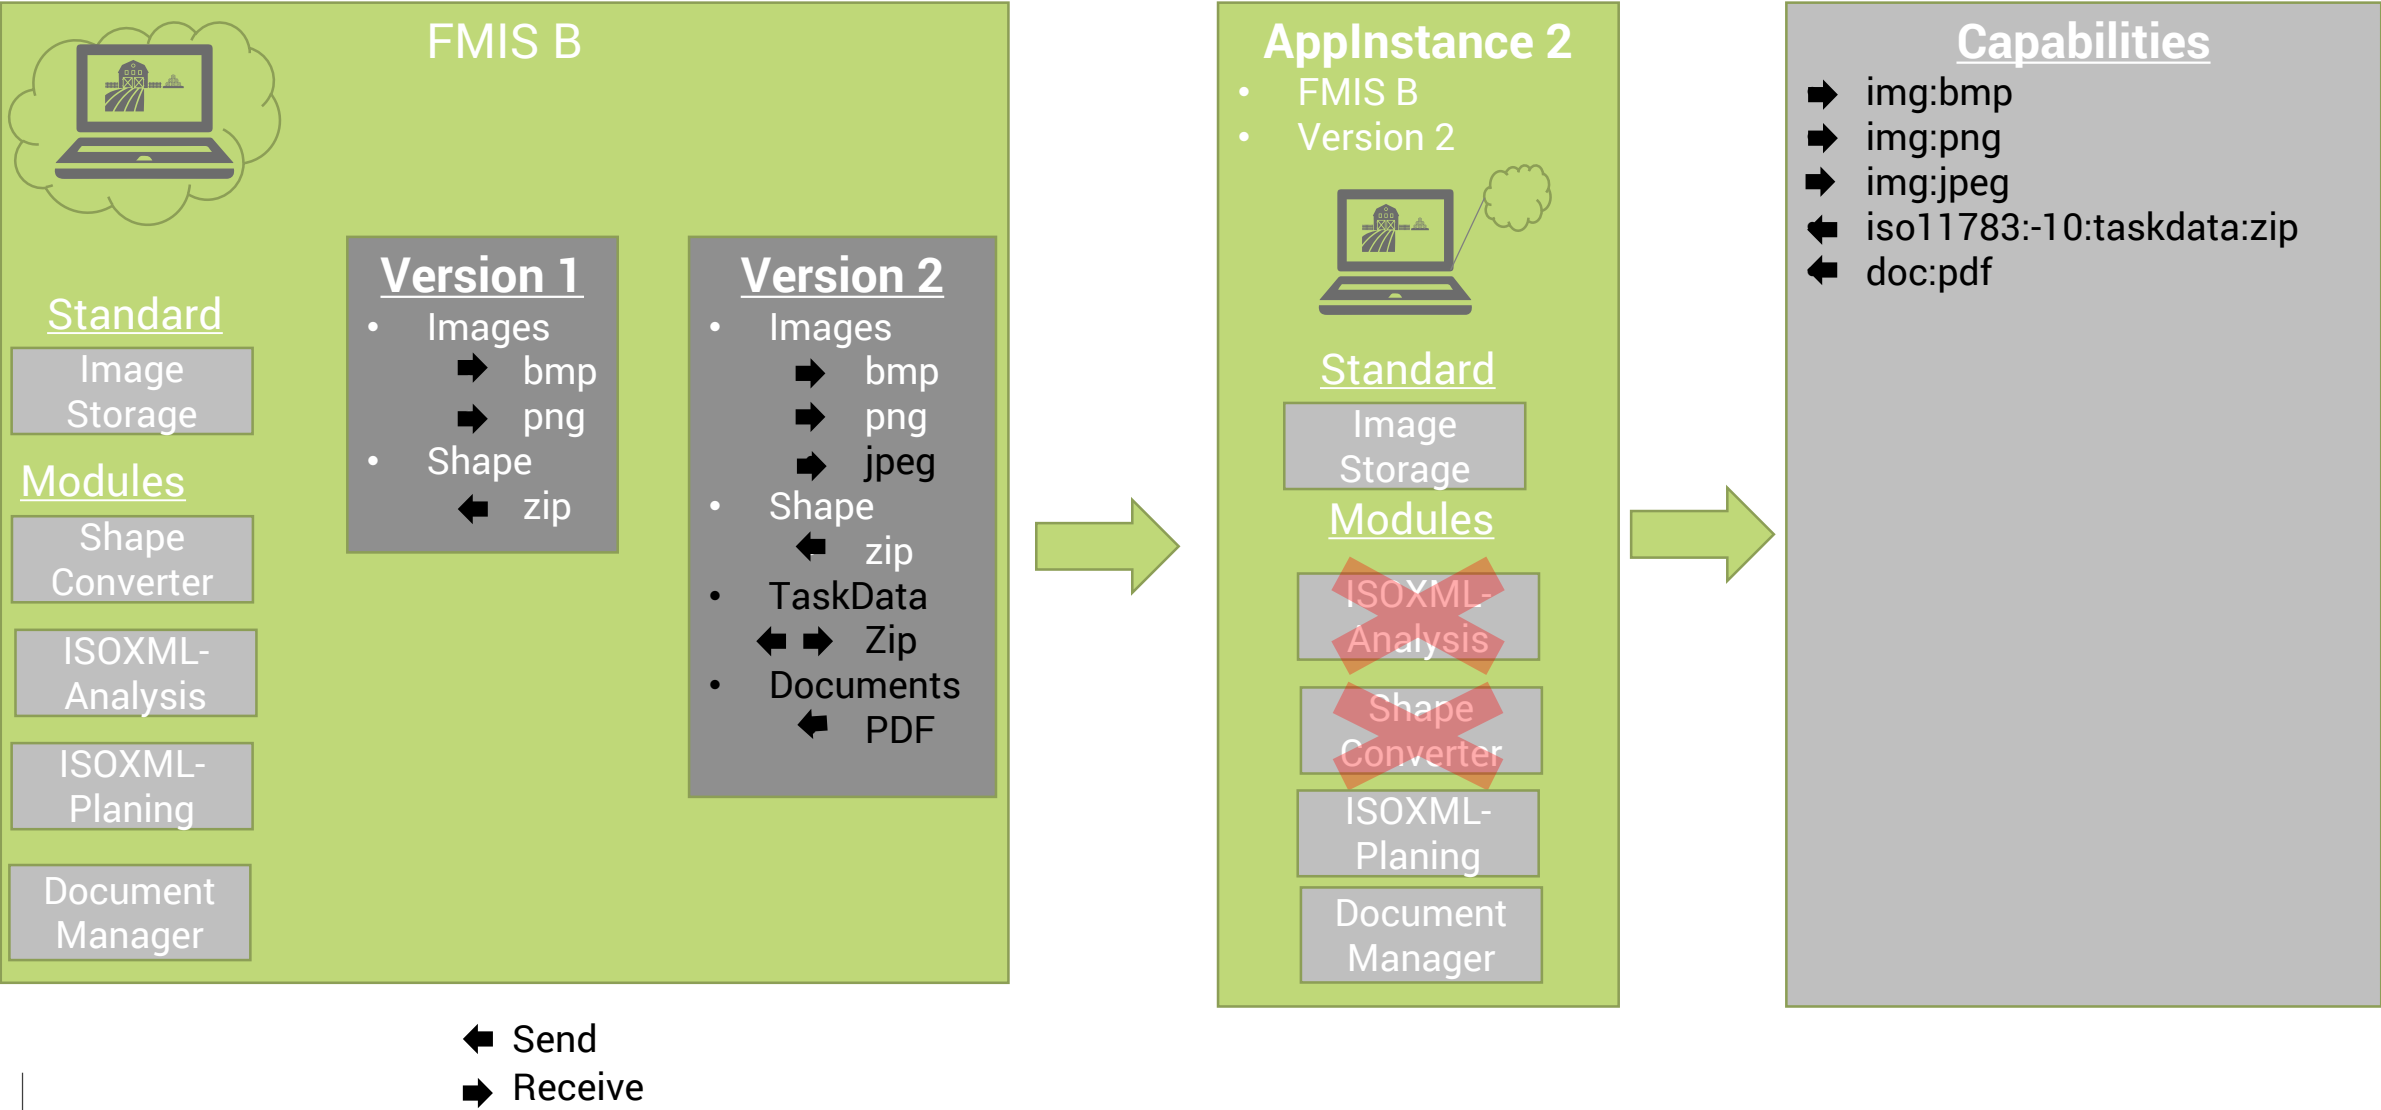 FMIS B
Standard
Image
Storage
Modules
Shape
Converter
ISOXML-
Analysis
ISOXML-
Planing
Document
Manager
Version 1
• Images
bmp
png
• Shape
zip
Version 2
• Images
bmp
png
jpeg
• Shape
zip
• TaskData
Zip
• Documents
PDF
AppInstance 2
• FMIS B
• Version 2
Standard
Image
Storage
Modules
ISOXML-
Analysis
Shape
Converter
ISOXML-
Planing
Document
Manager
Capabilities
img:bmp
img:png
img:jpeg
iso11783:-10:taskdata:zip
doc:pdf
Send
Receive